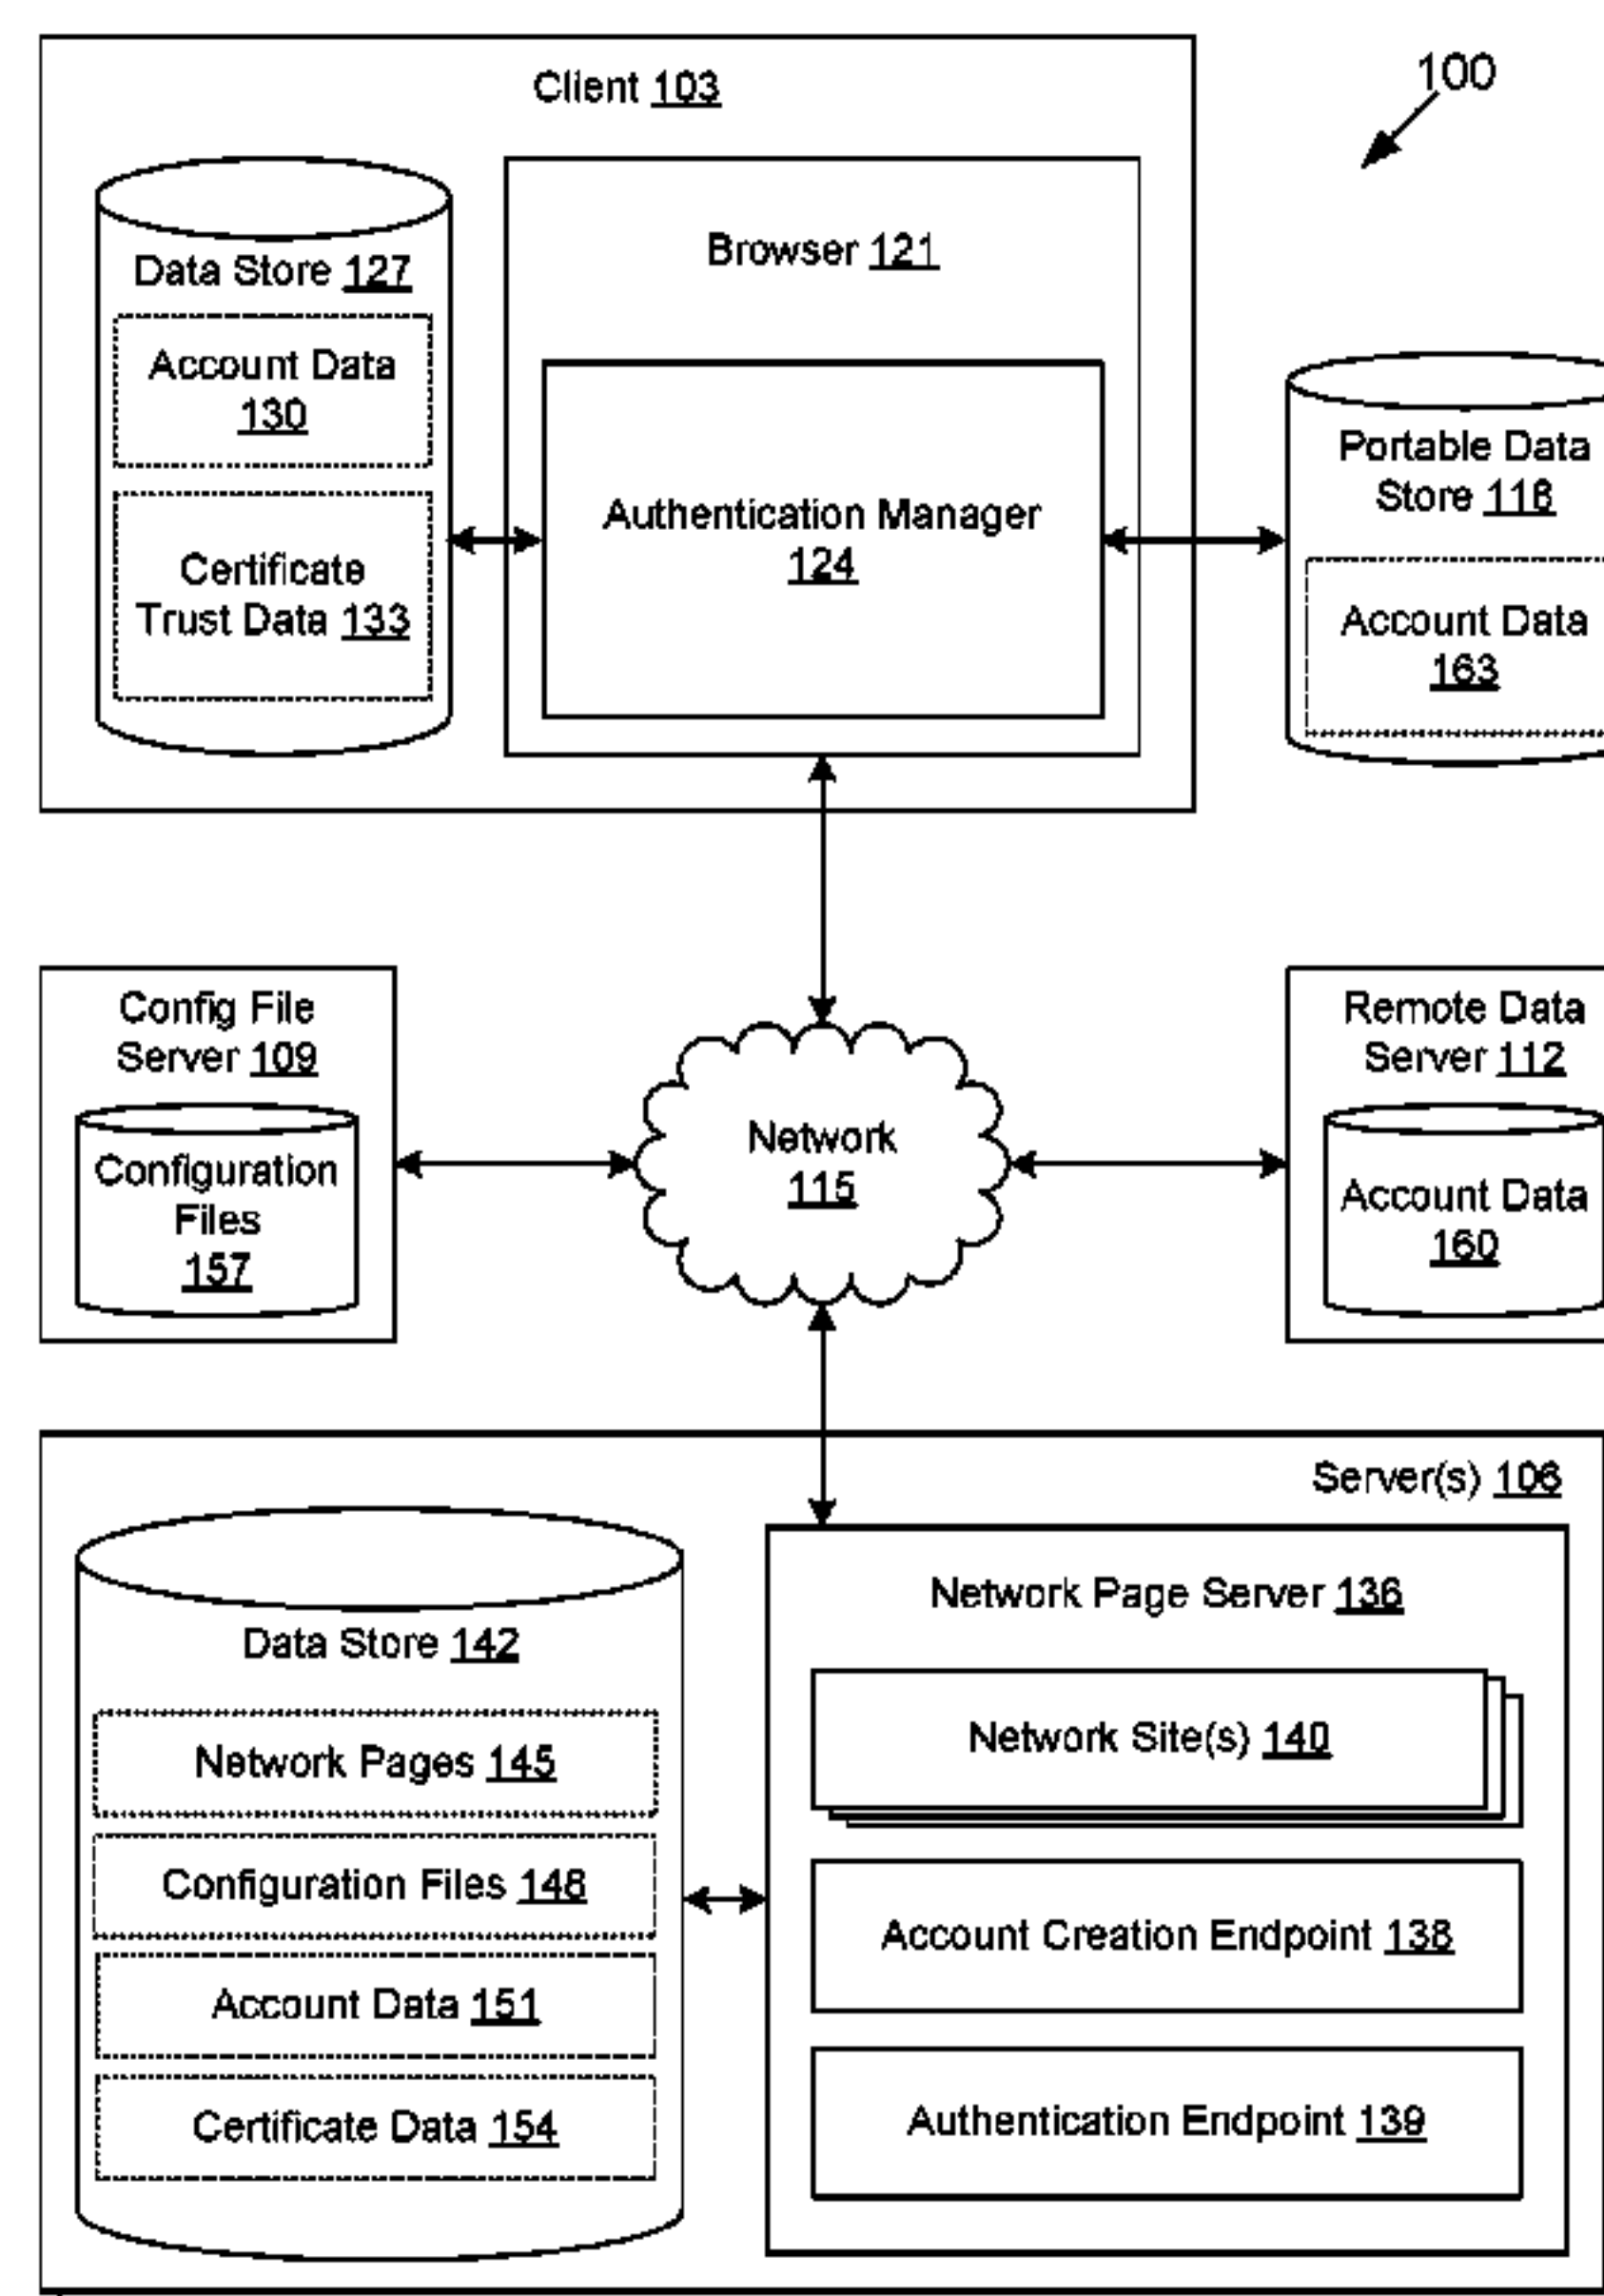 100
Client 103
Data Store 127
Account Data
130
Certificate
Trust Data 133
Browser 121
Authentication Manager
124
Portable Data
Store 118
Account Data
163
Config File
Server 109
Configuration
Files
157
Network
115
Remote Data
Server 112
Account Data
160
Server(s) 106
Data Store 142
Network Pages 145
Configuration Files 148
Account Data 151
Certificate Data 154
Network Page Server 136
Network Site(s) 140
Account Creation Endpoint 138
Authentication Endpoint 139